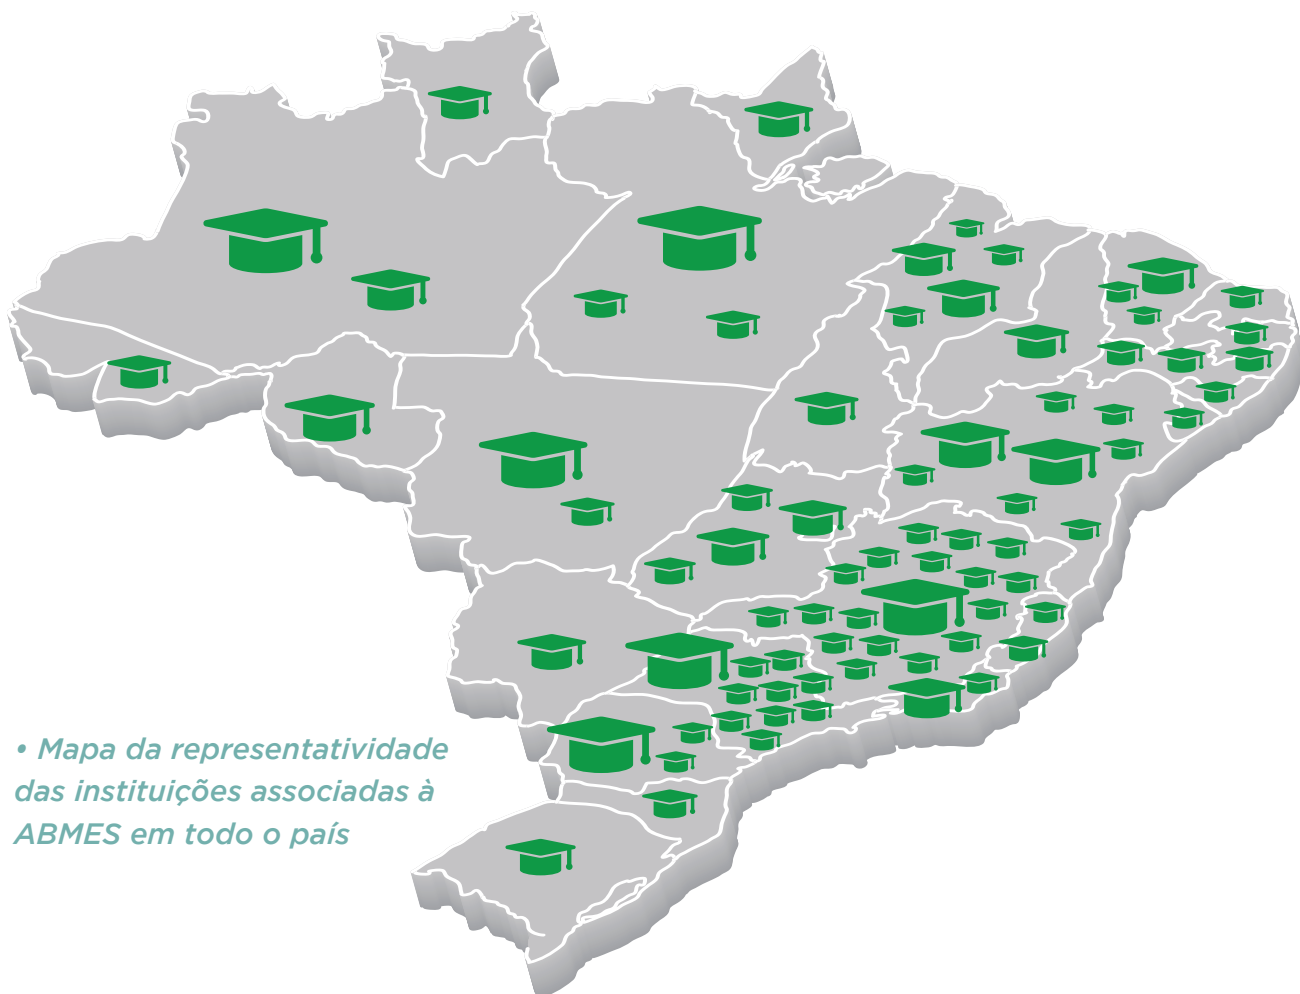 • Mapa da representatividade
das instituições associadas à
ABMES em todo o país